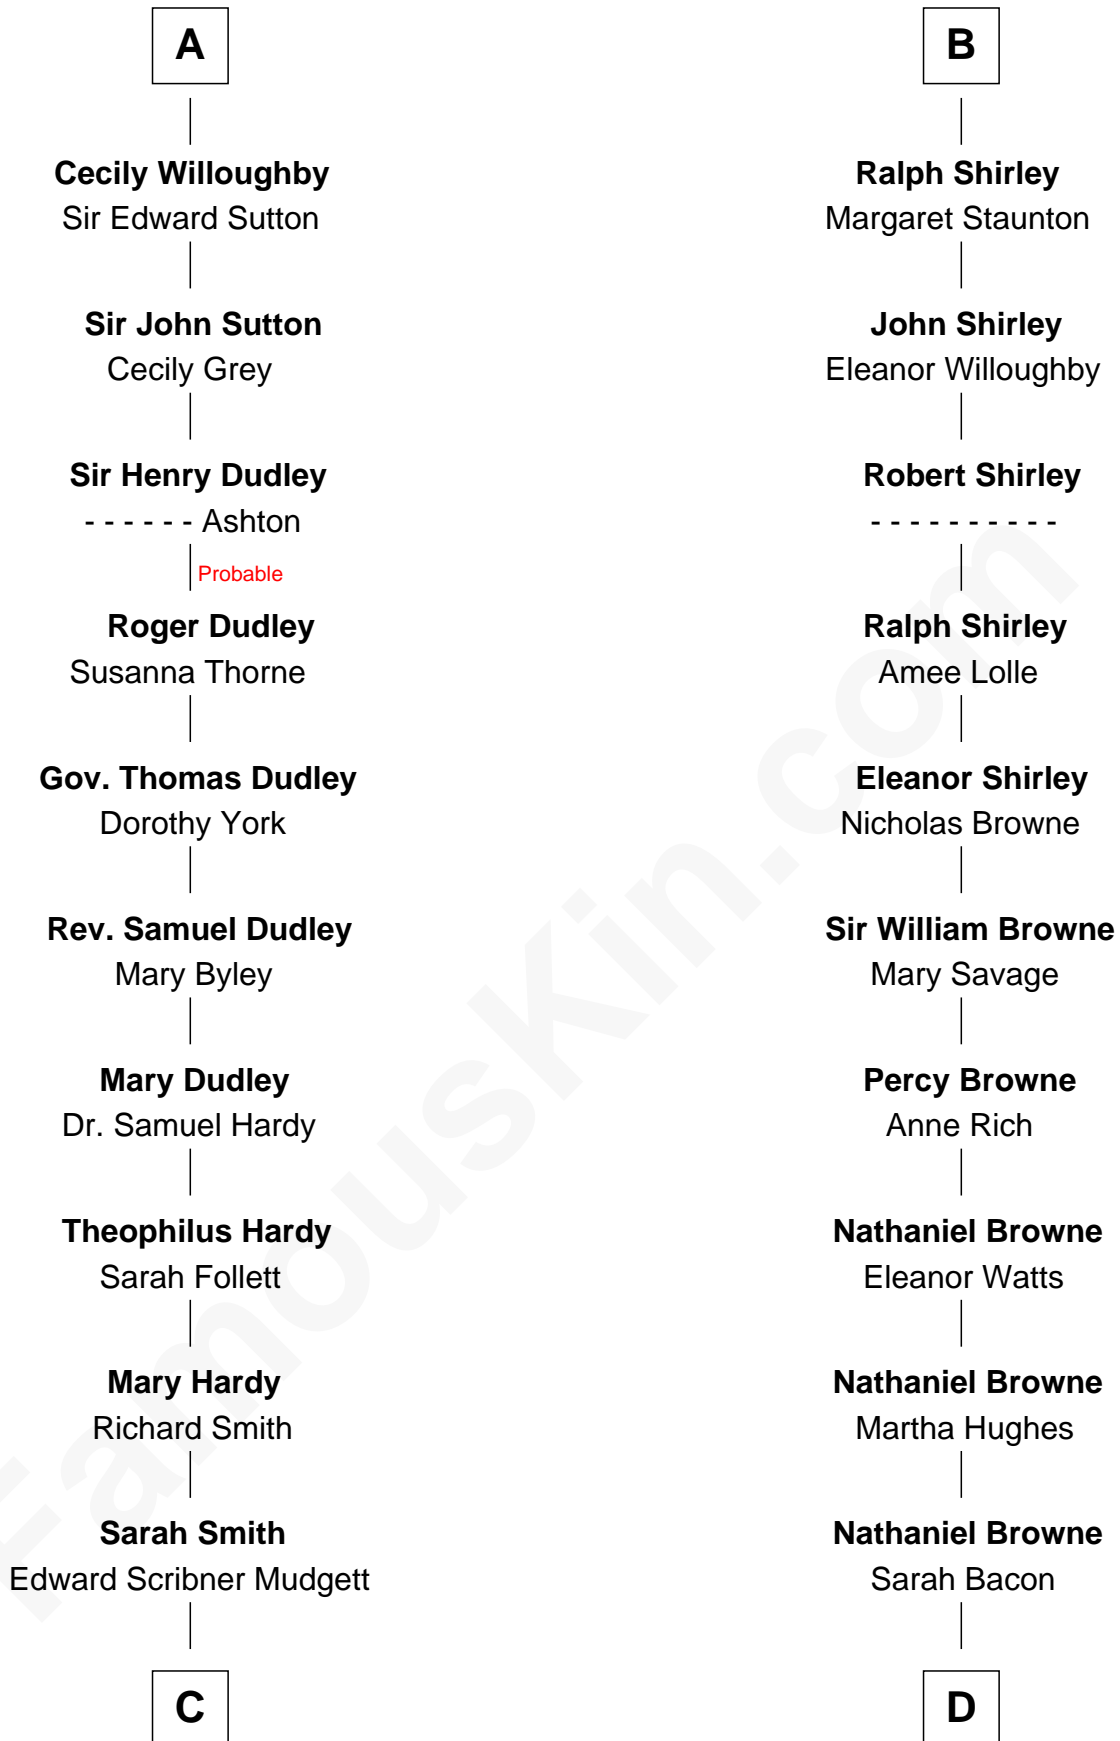 A
Cecily Willoughby
Sir Edward Sutton
Sir John Sutton
Cecily Grey
Sir Henry Dudley
- - - - - - Ashton
Probable
Roger Dudley
Susanna Thorne
Gov. Thomas Dudley
Dorothy York
Rev. Samuel Dudley
Mary Byley
Mary Dudley
Dr. Samuel Hardy
Theophilus Hardy
Sarah Follett
Mary Hardy
Richard Smith
Sarah Smith
Edward Scribner Mudgett
C
B
Ralph Shirley
Margaret Staunton
John Shirley
Eleanor Willoughby
Robert Shirley
- - - - - - - - - -
Ralph Shirley
Amee Lolle
Eleanor Shirley
Nicholas Browne
Sir William Browne
Mary Savage
Percy Browne
Anne Rich
Nathaniel Browne
Eleanor Watts
Nathaniel Browne
Martha Hughes
Nathaniel Browne
Sarah Bacon
D
FamousKin.com